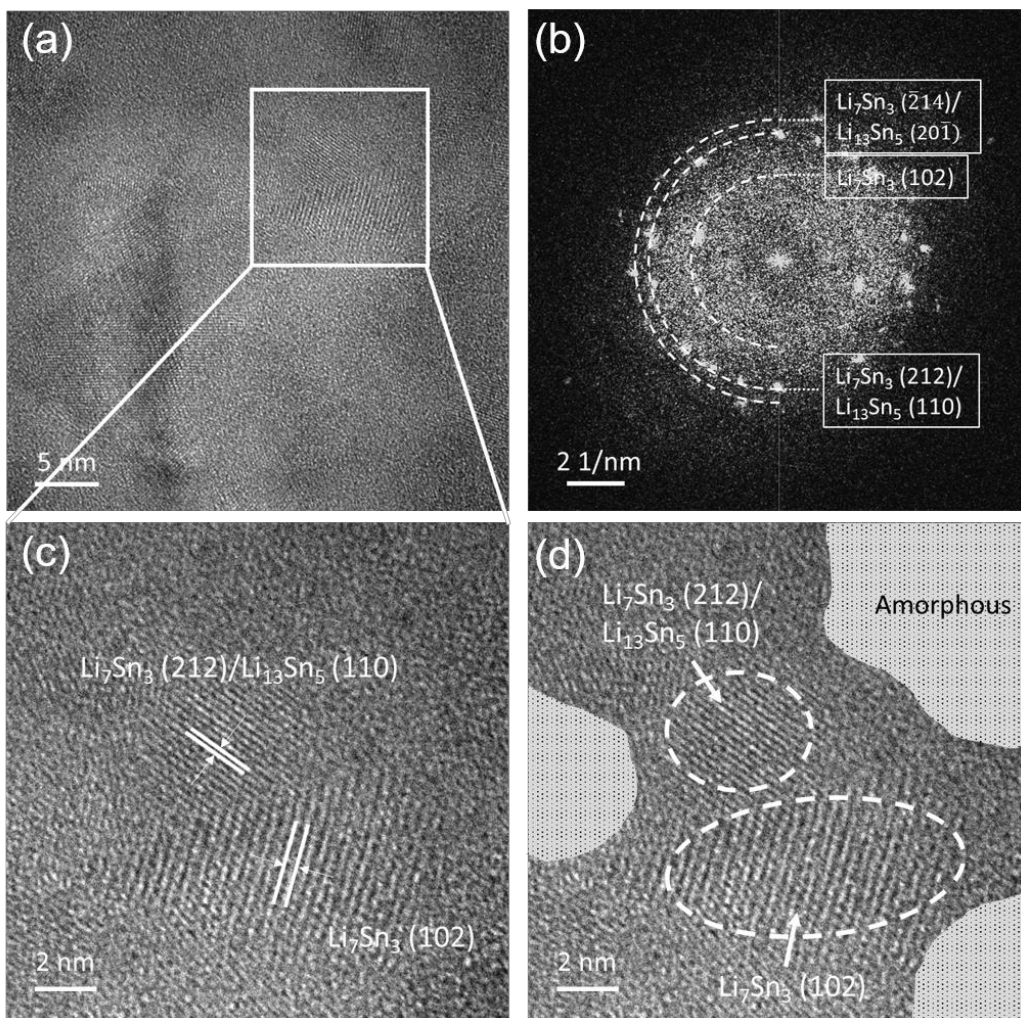 (a)
5 nm
(b)
Li₇Sn₃ (2̅14)/
Li₁₃Sn₅ (201̅)
Li₇Sn₃ (102)
Li₇Sn₃ (212)/
Li₁₃Sn₅ (110)
2 1/nm
(c)
Li₇Sn₃ (212)/Li₁₃Sn₅ (110)
Li₇Sn₃ (102)
2 nm
(d)
Li₇Sn₃ (212)/
Li₁₃Sn₅ (110)
Amorphous
Li₇Sn₃ (102)
2 nm